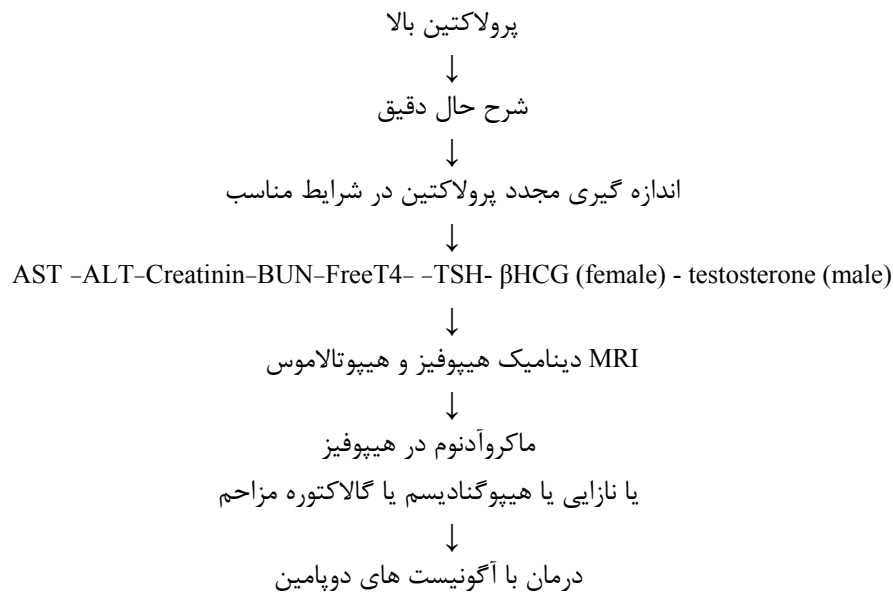 پرولاکتین بالا
↓
شرح حال دقیق
↓
اندازه گیری مجدد پرولاکتین در شرایط مناسب
↓
AST –ALT–Creatinin–BUN–FreeT4– –TSH- βHCG (female) - testosterone (male)
↓
MRI دینامیک هیپوفیز و هیپوتالاموس
↓
ماکروآدنوم در هیپوفیز
یا نازایی یا هیپوگنادیسم یا گالاکتوره مزاحم
↓
درمان با آگونیست های دوپامین